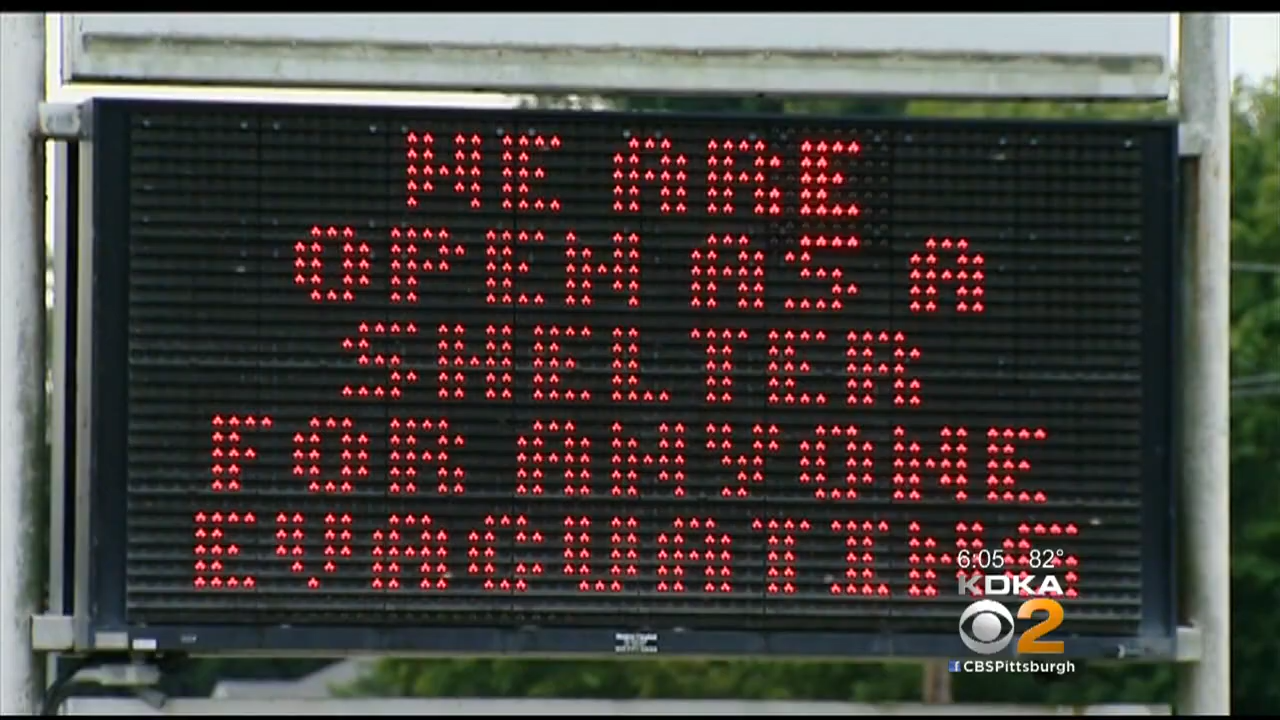 WE ARE
OPEN AS A
SHELTER
FOR ANYONE
EVACUATING
6:05 82°
KDKA
2
f CBSPittsburgh